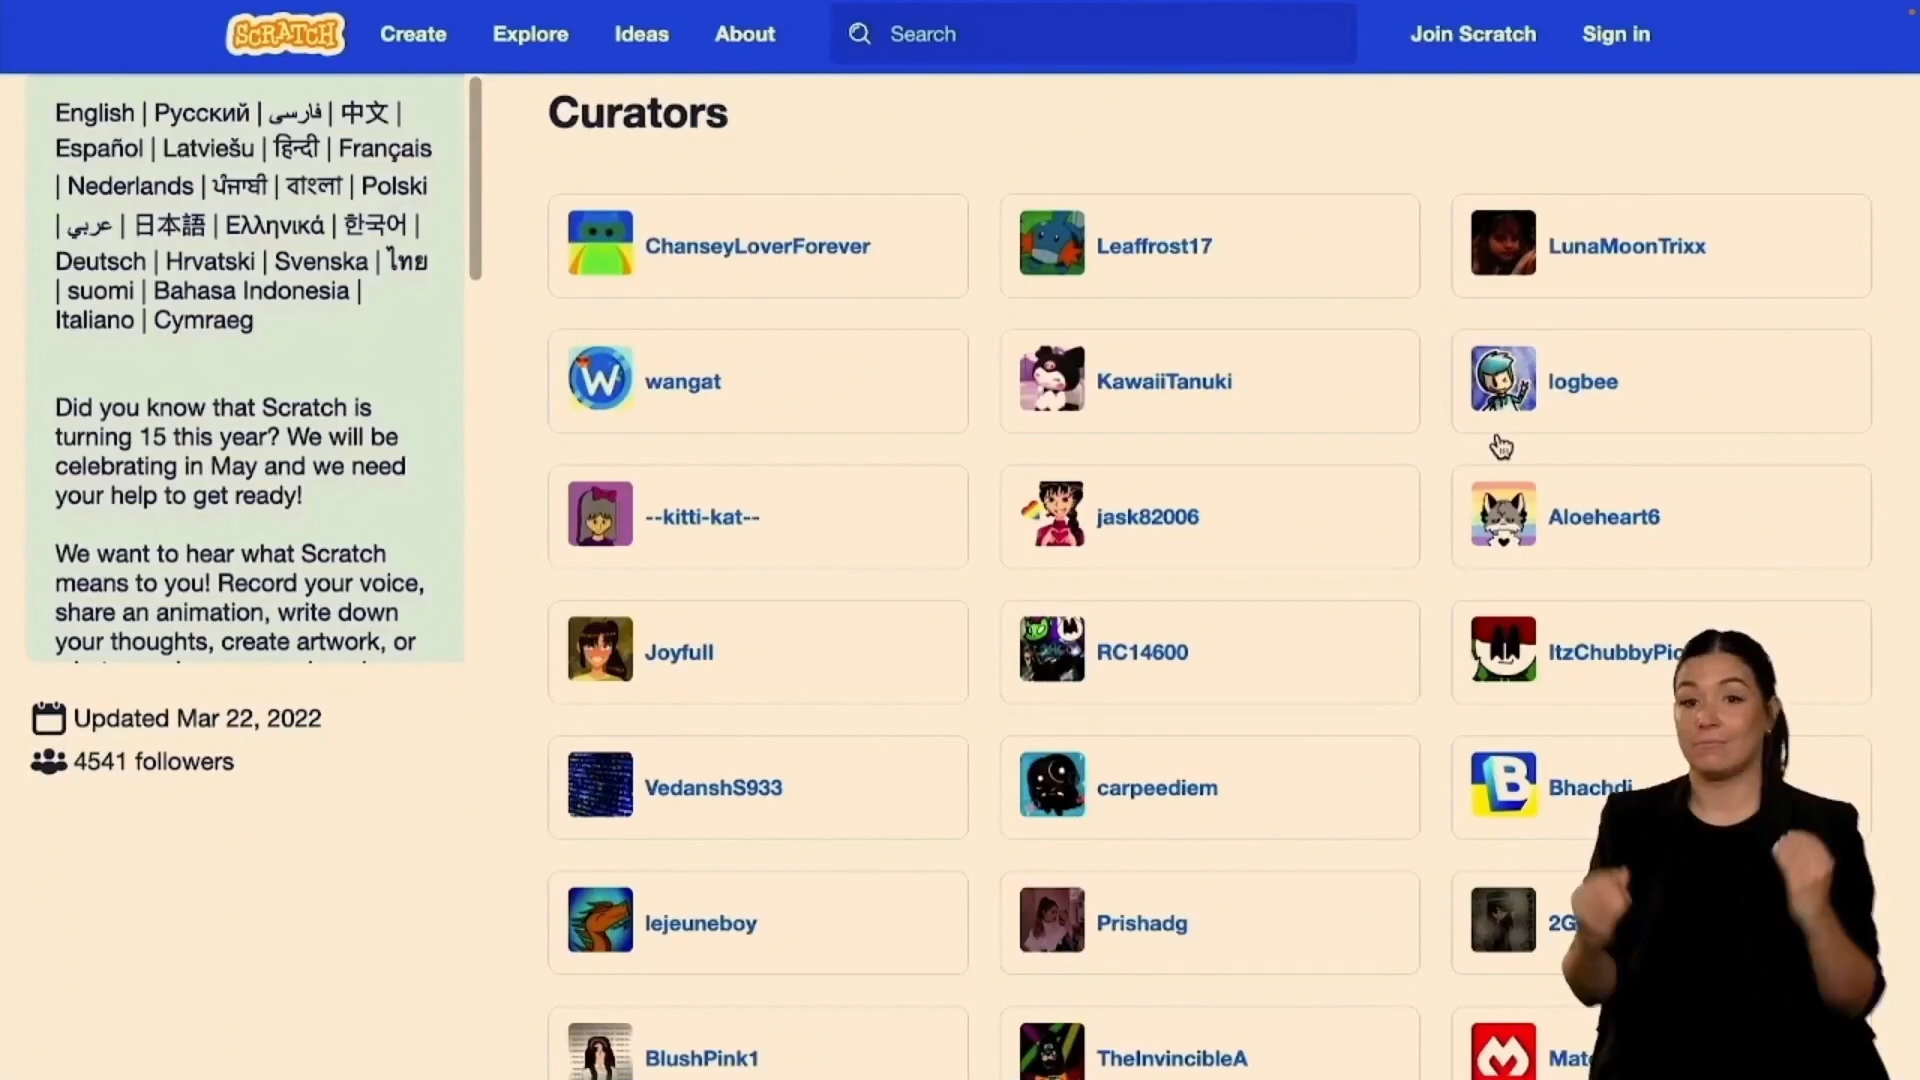 SCRATCH Create Explore Ideas About Search Join Scratch Sign in
English | Русский | فارسی | 中文 |
Español | Latviešu | हिन्दी | Français
| Nederlands | ਪੰਜਾਬੀ | বাংলা | Polski
| عربي | 日本語 | Ελληνικά | 한국어 |
Deutsch | Hrvatski | Svenska | ไทย
| suomi | Bahasa Indonesia |
Italiano | Cymraeg
Did you know that Scratch is
turning 15 this year? We will be
celebrating in May and we need
your help to get ready!
We want to hear what Scratch
means to you! Record your voice,
share an animation, write down
your thoughts, create artwork, or
Updated Mar 22, 2022
4541 followers
Curators
ChanseyLoverForever Leaffrost17 LunaMoonTrixx
wangat KawaiiTanuki logbee
--kitti-kat-- jask82006 Aloeheart6
Joyfull RC14600
VedanshS933 carpeediem Bhachdi
lejeuneboy Prishadg
BlushPink1 TheInvincibleA